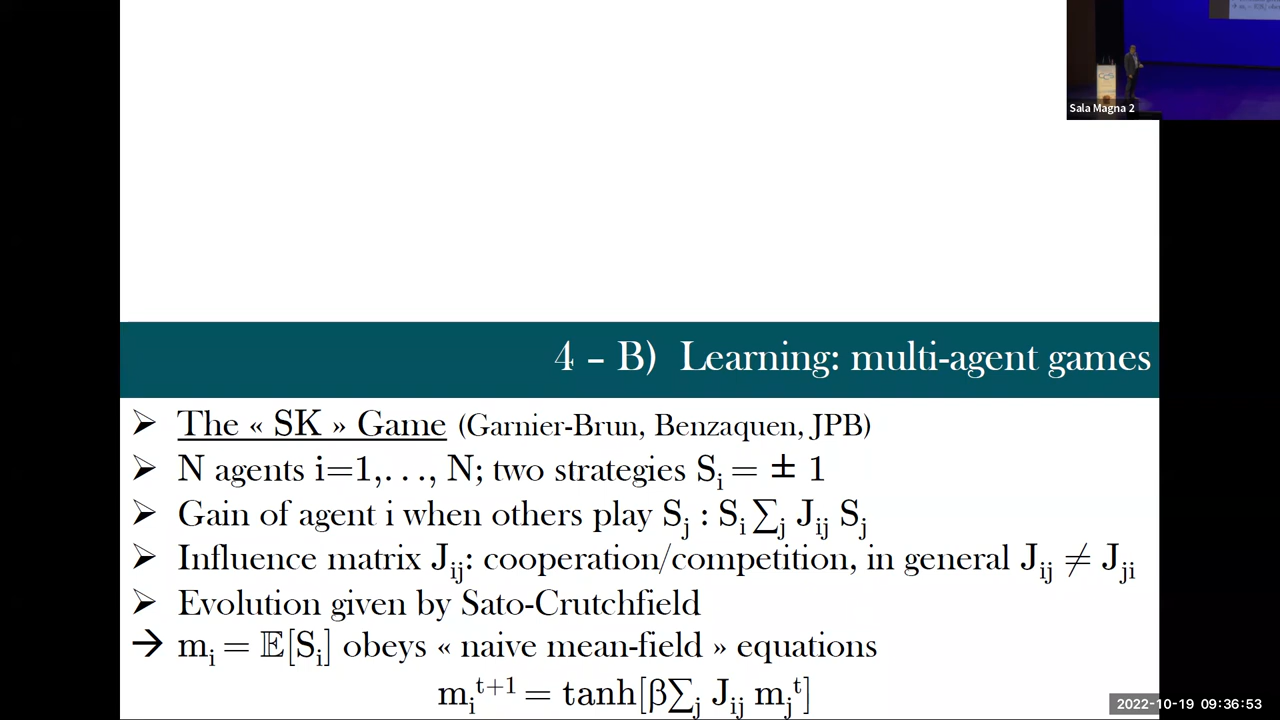 Sala Magna 2
4 – B) Learning: multi-agent games
➢ The « SK » Game (Garnier-Brun, Benzaquen, JPB)
➢ N agents i=1,…, N; two strategies Sᵢ = ± 1
➢ Gain of agent i when others play Sⱼ : Sᵢ ∑ⱼ Jᵢⱼ Sⱼ
➢ Influence matrix Jᵢⱼ: cooperation/competition, in general Jᵢⱼ ≠ Jⱼᵢ
➢ Evolution given by Sato-Crutchfield
→ mᵢ = 𝔼[Sᵢ] obeys « naive mean-field » equations
mᵢᵗ⁺¹ = tanh[β∑ⱼ Jᵢⱼ mⱼᵗ]
2022-10-19 09:36:53